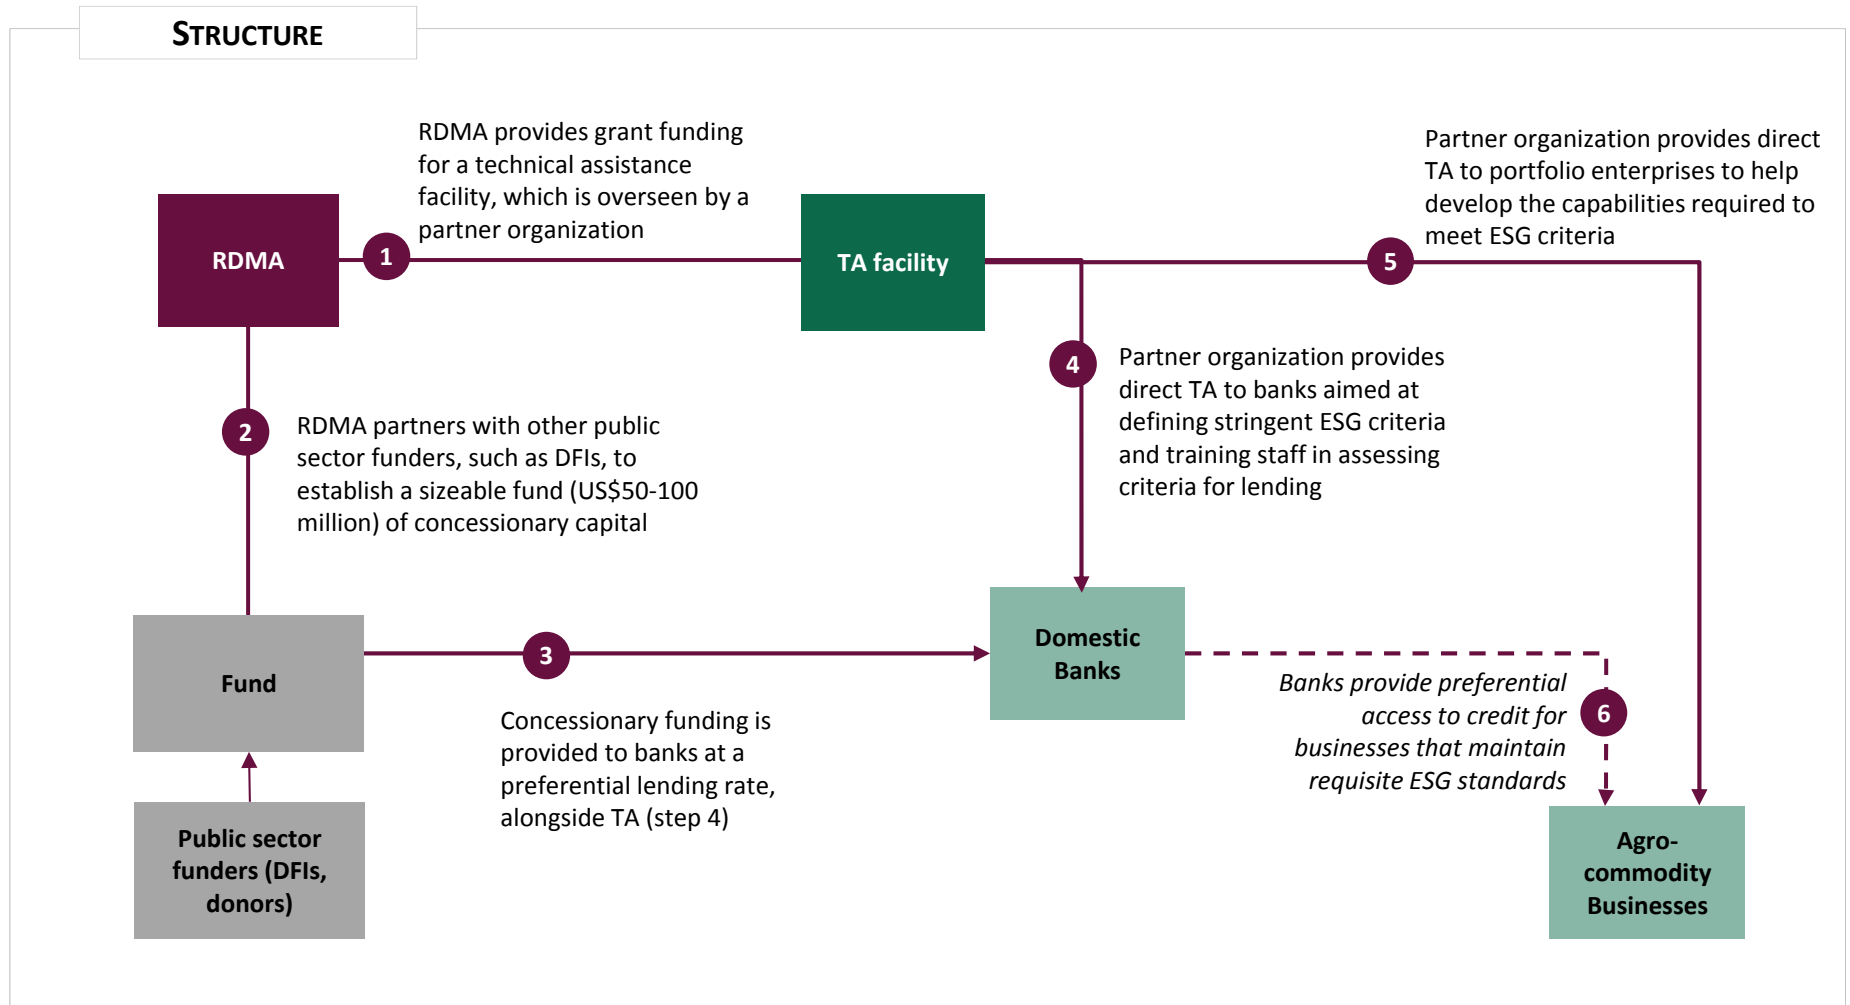 STRUCTURE
RDMA provides grant funding
for a technical assistance
facility, which is overseen by a
partner organization
Partner organization provides direct
TA to portfolio enterprises to help
develop the capabilities required to
meet ESG criteria
RDMA
1
TA facility
5
4
Partner organization provides
direct TA to banks aimed at
defining stringent ESG criteria
and training staff in assessing
criteria for lending
2
RDMA partners with other public
sector funders, such as DFIs, to
establish a sizeable fund (US$50-100
million) of concessionary capital
Fund
3
Domestic
Banks
Concessionary funding is
provided to banks at a
preferential lending rate,
alongside TA (step 4)
Banks provide preferential
access to credit for
businesses that maintain
requisite ESG standards
6
Public sector
funders (DFIs,
donors)
Agro-
commodity
Businesses